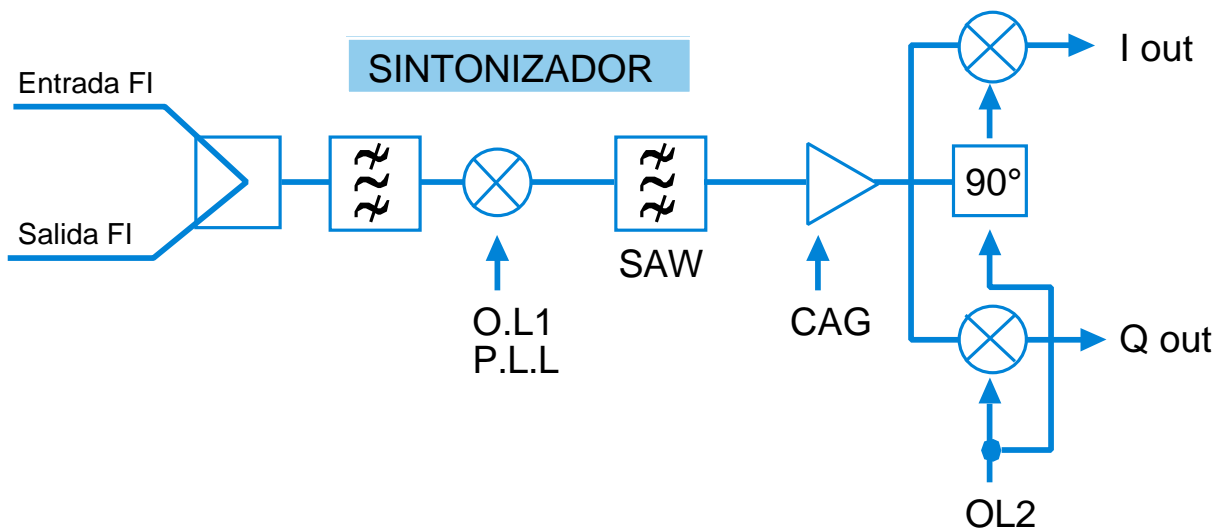 SINTONIZADOR
Entrada FI
Salida FI
I out
90°
SAW
O.L1
P.L.L
CAG
Q out
OL2